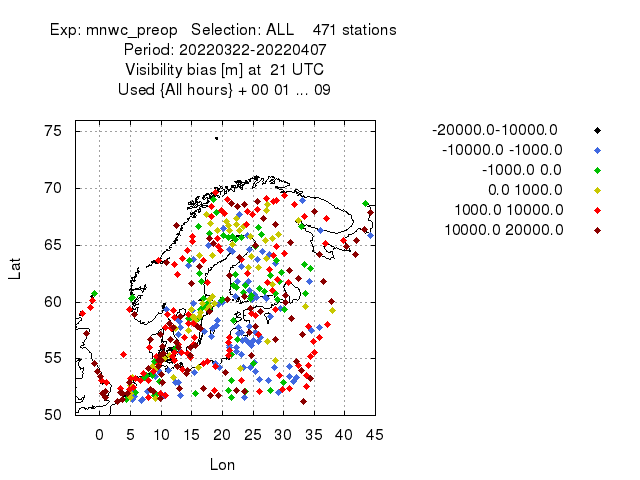 Exp: mnwc_preop   Selection: ALL    471 stations
Period: 20220322-20220407
Visibility bias [m] at  21 UTC
Used {All hours} + 00 01 ... 09
-20000.0-10000.0
-10000.0 -1000.0
-1000.0 0.0
0.0 1000.0
1000.0 10000.0
10000.0 20000.0
Lat
75
70
65
60
55
50
0 5 10 15 20 25 30 35 40 45
Lon